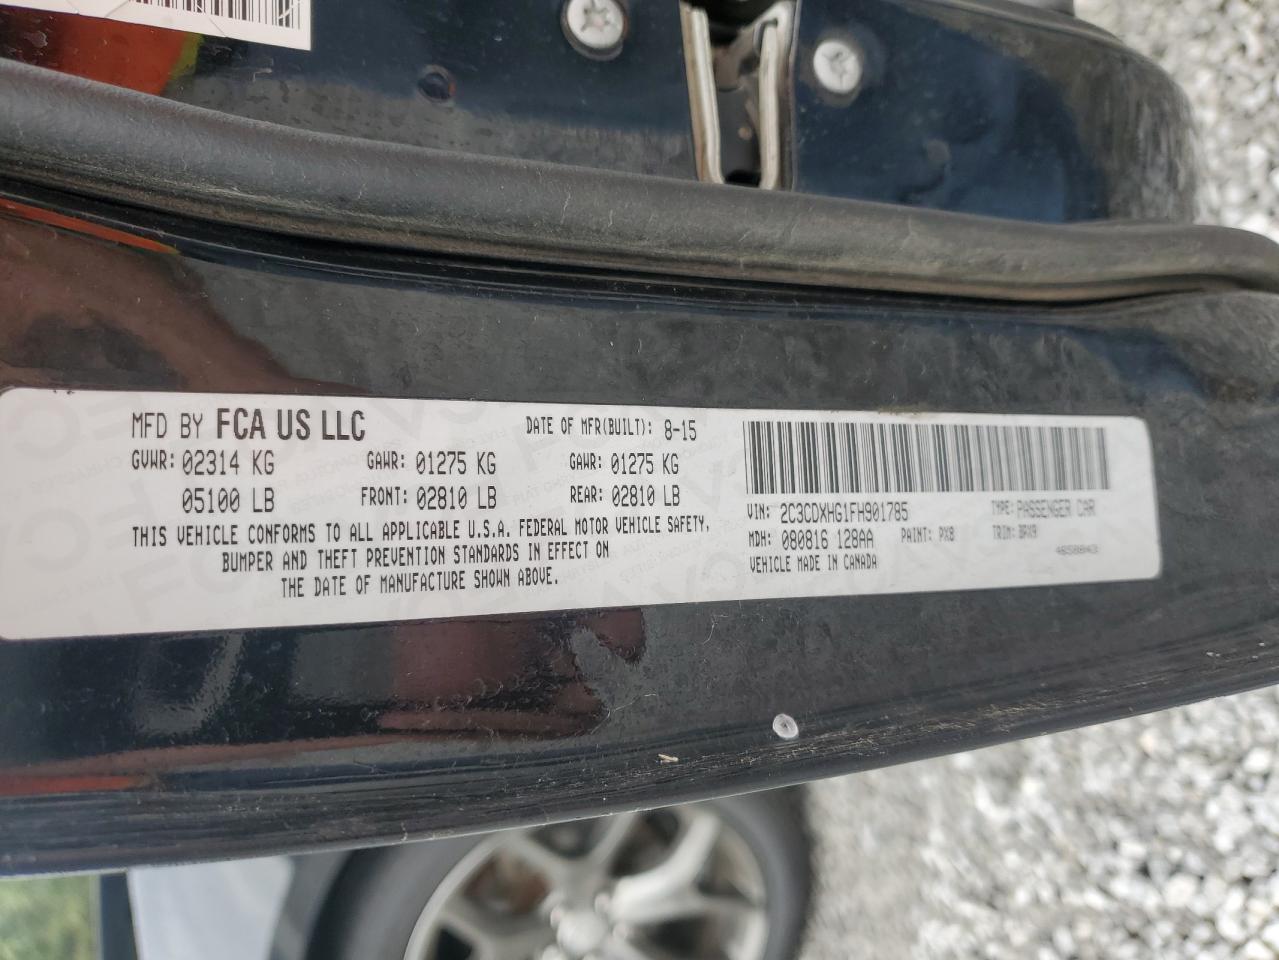 MFD BY FCA US LLC DATE OF MFR(BUILT): 8-15
GVWR: 02314 KG GAWR: 01275 KG GAWR: 01275 KG
05100 LB FRONT: 02810 LB REAR: 02810 LB
THIS VEHICLE CONFORMS TO ALL APPLICABLE U.S.A. FEDERAL MOTOR VEHICLE SAFETY,
BUMPER AND THEFT PREVENTION STANDARDS IN EFFECT ON
THE DATE OF MANUFACTURE SHOWN ABOVE.
VIN: 2C3CDXHG1FH901785 TYPE: PASSENGER CAR
MDH: 080816 128AA PAINT: PX8 TRIM:
VEHICLE MADE IN CANADA